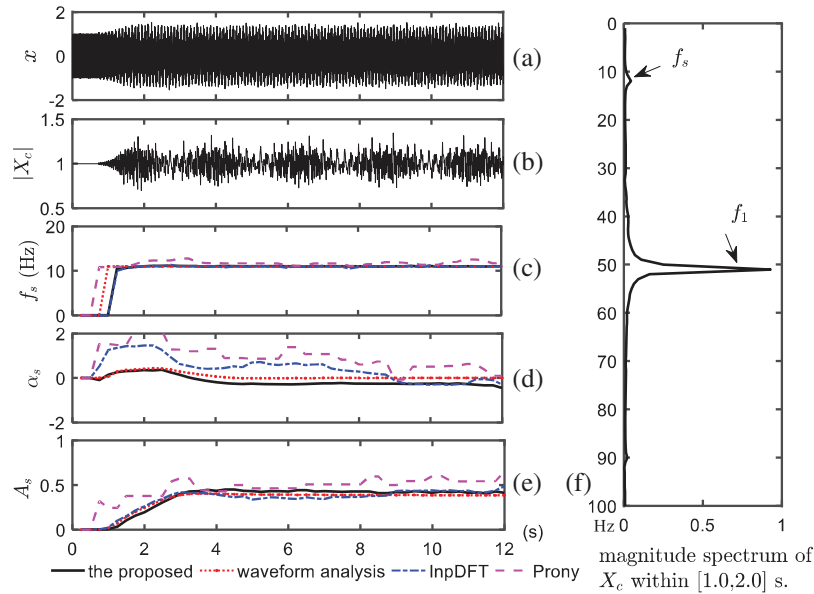 2
0
-2
x
(a)
1.5
1
0.5
|X_c|
(b)
20
10
0
f_s (Hz)
(c)
2
0
-2
α_s
(d)
1
0.5
0
A_s
(e)
0 2 4 6 8 10 12
(s)
the proposed waveform analysis InpDFT Prony
(f)
0
10
20
30
40
50
60
70
80
90
100
Hz
f_s
f_1
0 0.5 1
magnitude spectrum of
X_c within [1.0,2.0] s.